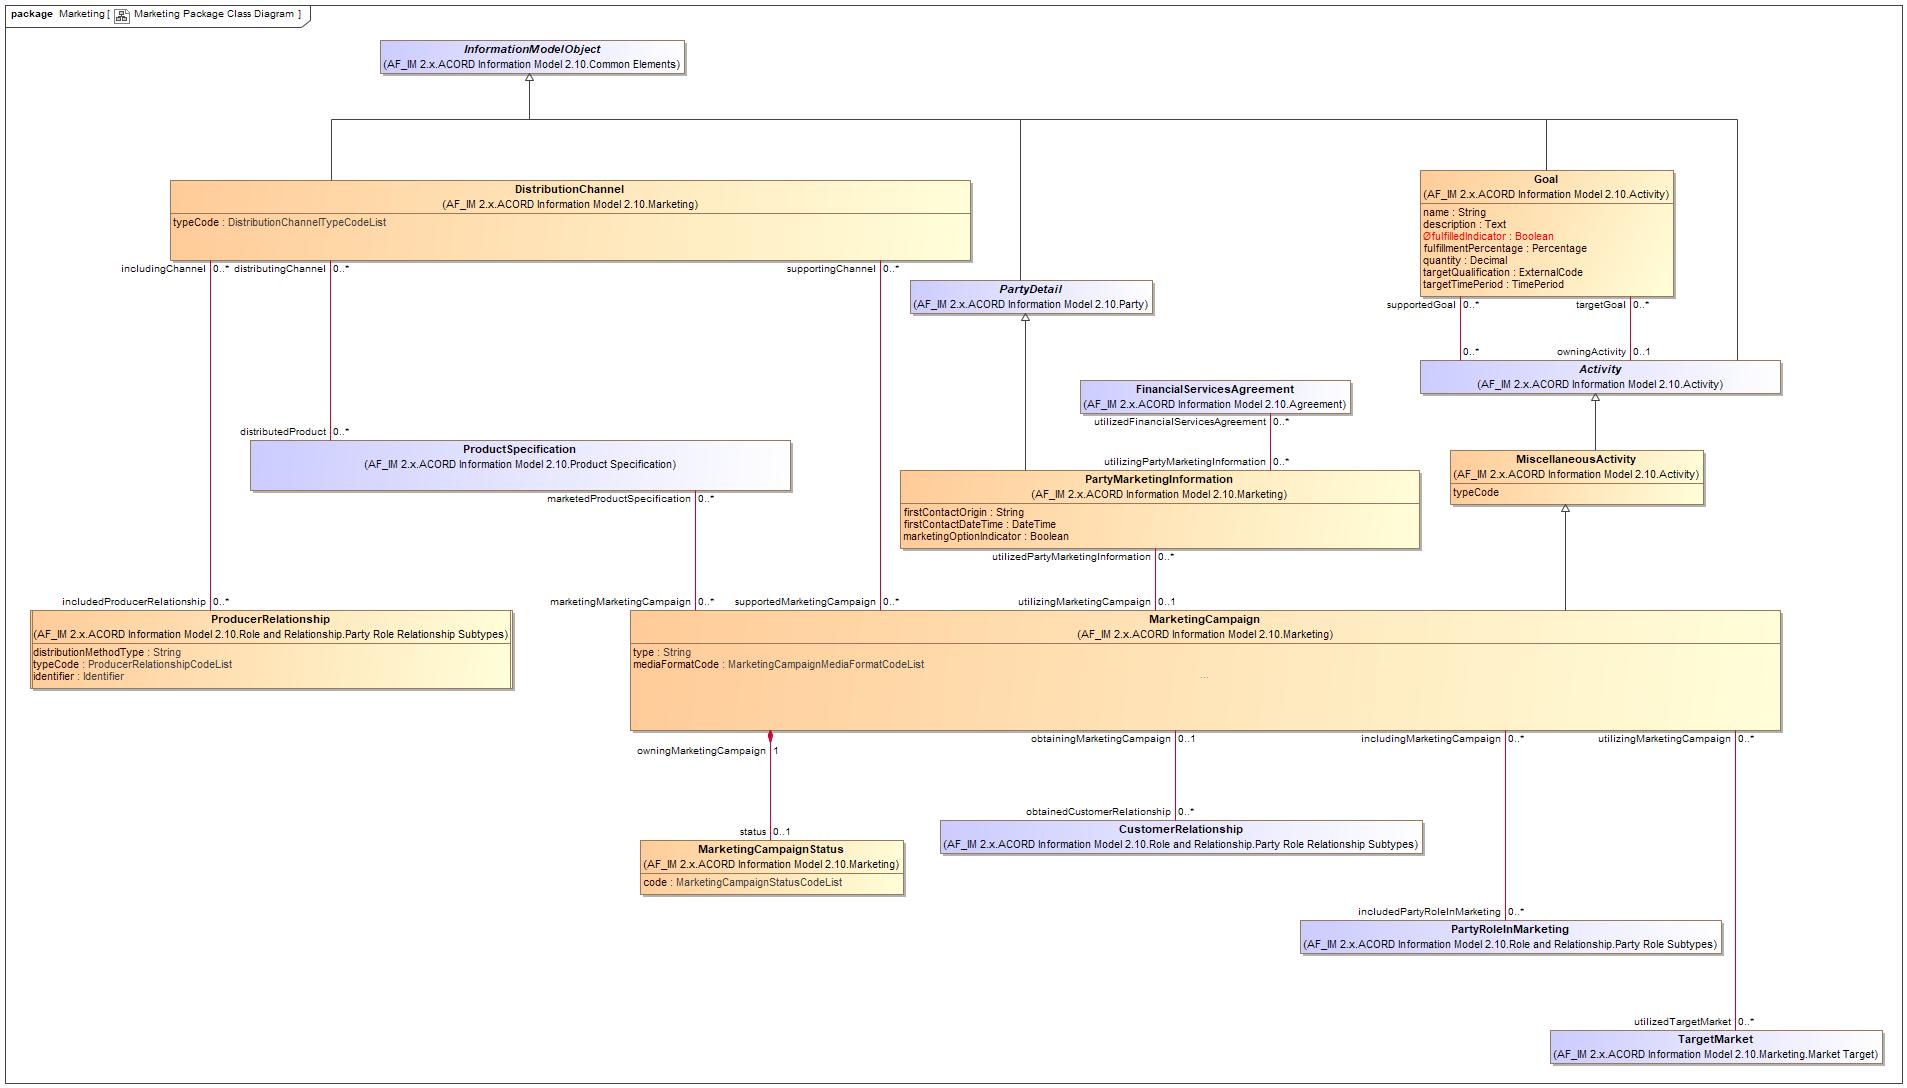 package Marketing [ Marketing Package Class Diagram ]
InformationModelObject
(AF_IM 2.x.ACORD Information Model 2.10.Common Elements)
DistributionChannel
(AF_IM 2.x.ACORD Information Model 2.10.Marketing)
typeCode : DistributionChannelTypeCodeList
Goal
(AF_IM 2.x.ACORD Information Model 2.10.Activity)
name : String
description : Text
ØfulfilledIndicator : Boolean
fulfillmentPercentage : Percentage
quantity : Decimal
targetQualification : ExternalCode
targetTimePeriod : TimePeriod
includingChannel 0..* distributingChannel 0..*
supportingChannel 0..*
PartyDetail
(AF_IM 2.x.ACORD Information Model 2.10.Party)
supportedGoal 0..*
targetGoal 0..*
0..*
owningActivity 0..1
Activity
(AF_IM 2.x.ACORD Information Model 2.10.Activity)
FinancialServicesAgreement
(AF_IM 2.x.ACORD Information Model 2.10.Agreement)
utilizedFinancialServicesAgreement 0..*
distributedProduct 0..*
ProductSpecification
(AF_IM 2.x.ACORD Information Model 2.10.Product Specification)
marketedProductSpecification 0..*
utilizingPartyMarketingInformation 0..*
PartyMarketingInformation
(AF_IM 2.x.ACORD Information Model 2.10.Marketing)
firstContactOrigin : String
firstContactDateTime : DateTime
marketingOptionIndicator : Boolean
MiscellaneousActivity
(AF_IM 2.x.ACORD Information Model 2.10.Activity)
typeCode
utilizedPartyMarketingInformation 0..*
includedProducerRelationship 0..*
marketingMarketingCampaign 0..*
supportedMarketingCampaign 0..*
utilizingMarketingCampaign 0..1
ProducerRelationship
(AF_IM 2.x.ACORD Information Model 2.10.Role and Relationship.Party Role Relationship Subtypes)
distributionMethodType : String
typeCode : ProducerRelationshipCodeList
identifier : Identifier
MarketingCampaign
(AF_IM 2.x.ACORD Information Model 2.10.Marketing)
type : String
mediaFormatCode : MarketingCampaignMediaFormatCodeList
...
owningMarketingCampaign 1
obtainingMarketingCampaign 0..1
includingMarketingCampaign 0..*
utilizingMarketingCampaign 0..*
obtainedCustomerRelationship 0..*
CustomerRelationship
(AF_IM 2.x.ACORD Information Model 2.10.Role and Relationship.Party Role Relationship Subtypes)
status 0..1
MarketingCampaignStatus
(AF_IM 2.x.ACORD Information Model 2.10.Marketing)
code : MarketingCampaignStatusCodeList
includedPartyRoleInMarketing 0..*
PartyRoleInMarketing
(AF_IM 2.x.ACORD Information Model 2.10.Role and Relationship.Party Role Subtypes)
utilizedTargetMarket 0..*
TargetMarket
(AF_IM 2.x.ACORD Information Model 2.10.Marketing.Market Target)